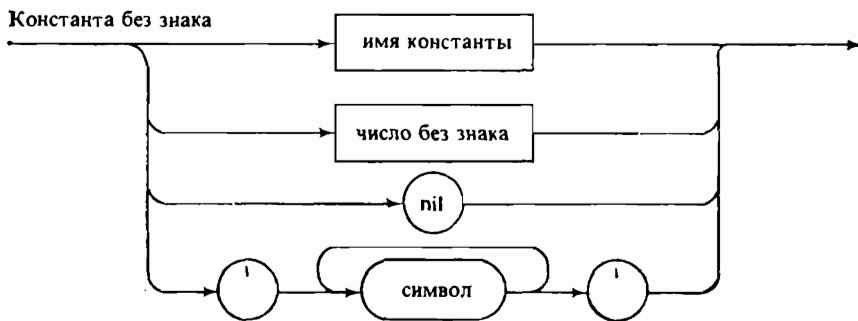 Константа без знака
имя константы
число без знака
nil
' символ '